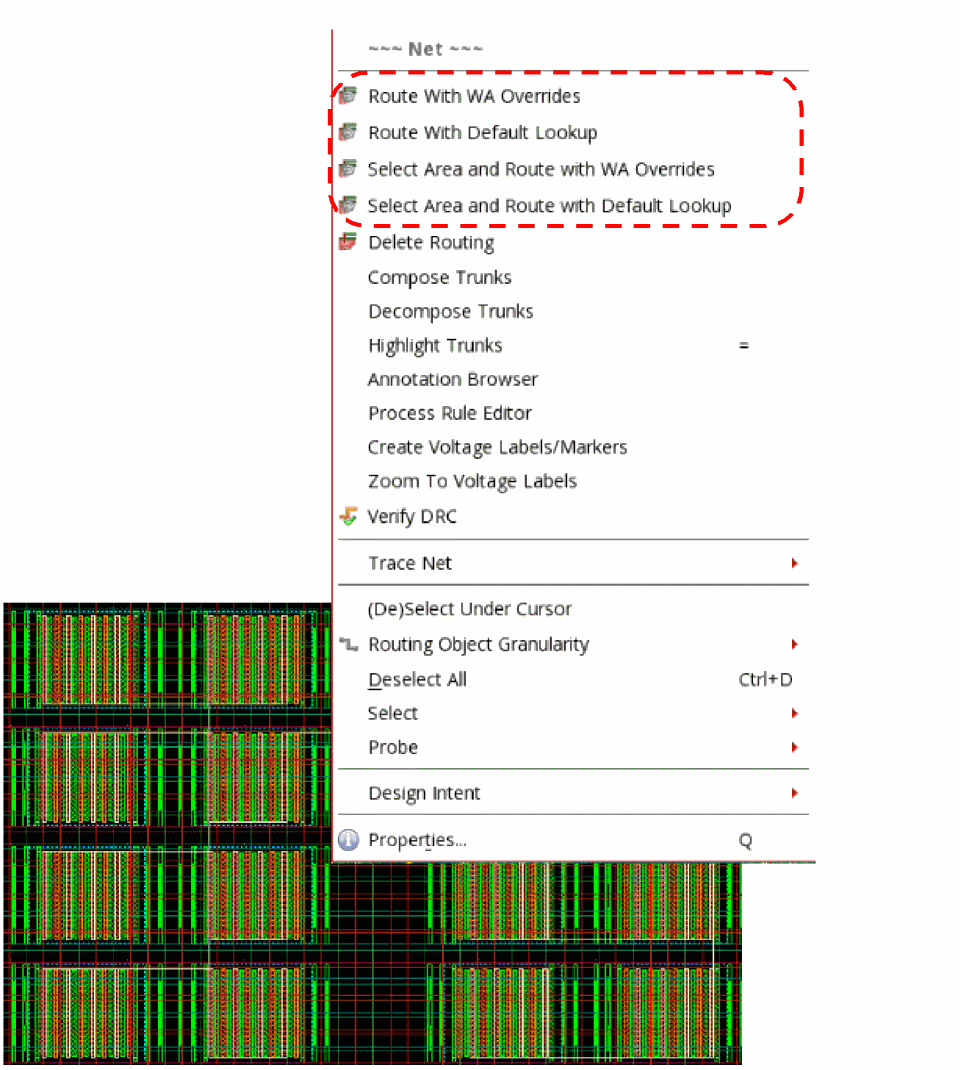 ~~~ Net ~~~
Route With WA Overrides
Route With Default Lookup
Select Area and Route with WA Overrides
Select Area and Route with Default Lookup
Delete Routing
Compose Trunks
Decompose Trunks
Highlight Trunks =
Annotation Browser
Process Rule Editor
Create Voltage Labels/Markers
Zoom To Voltage Labels
Verify DRC
Trace Net
(De)Select Under Cursor
Routing Object Granularity
Deselect All Ctrl+D
Select
Probe
Design Intent
Properties... Q